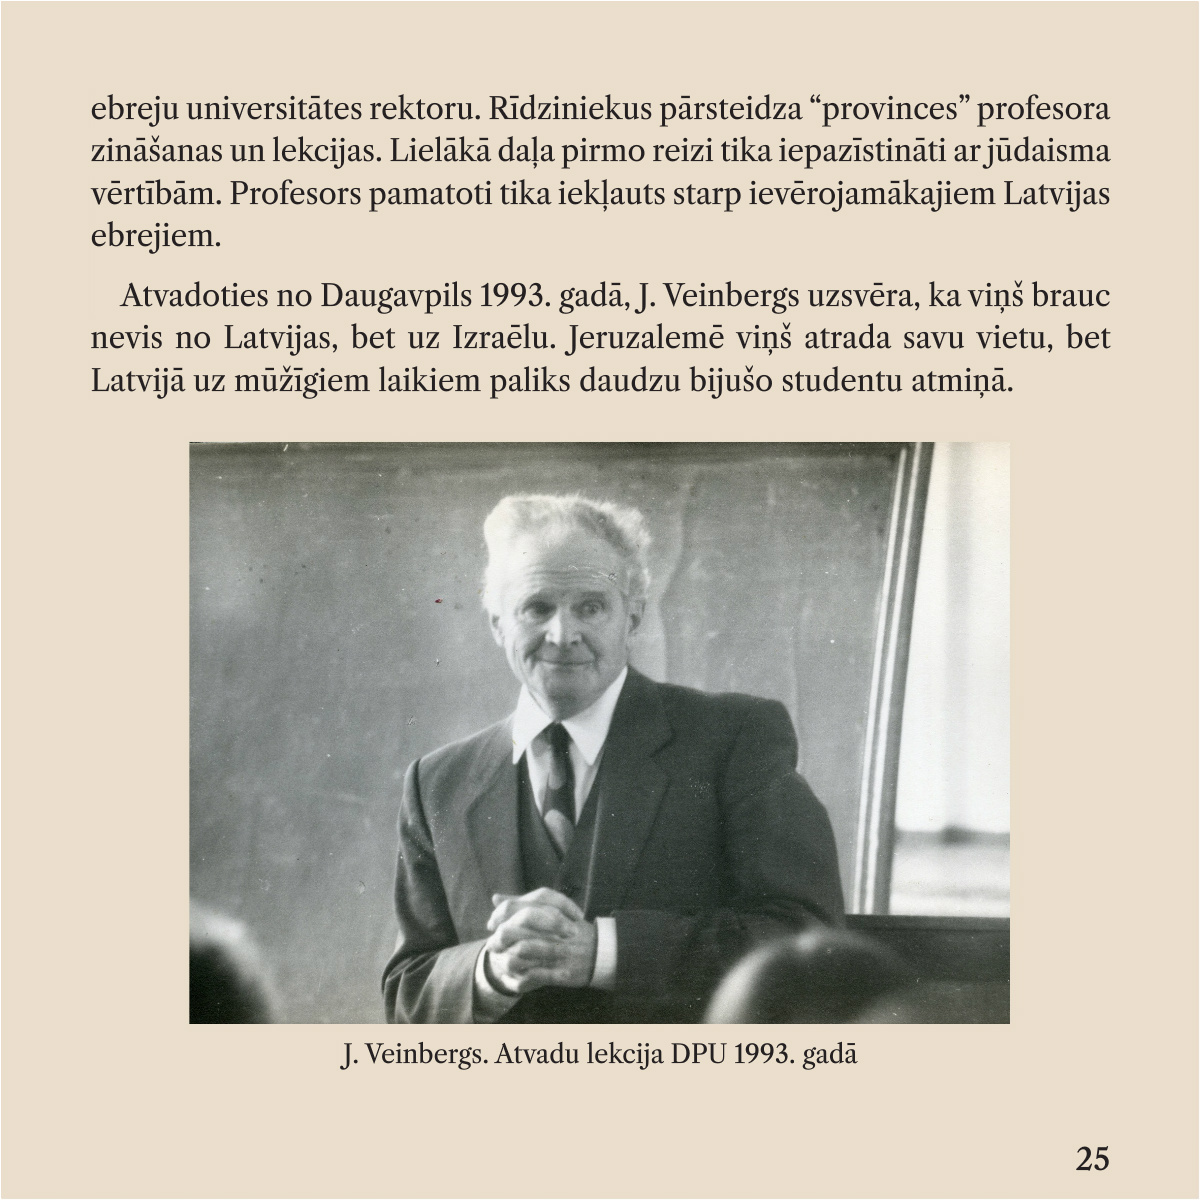 ebreju universitātes rektoru. Rīdziniekus pārsteidza “provinces” profesora
zināšanas un lekcijas. Lielākā daļa pirmo reizi tika iepazīstināti ar jūdaisma
vērtībām. Profesors pamatoti tika iekļauts starp ievērojamākajiem Latvijas
ebrejiem.
Atvadoties no Daugavpils 1993. gadā, J. Veinbergs uzsvēra, ka viņš brauc
nevis no Latvijas, bet uz Izraēlu. Jeruzalemē viņš atrada savu vietu, bet
Latvijā uz mūžīgiem laikiem paliks daudzu bijušo studentu atmiņā.
J. Veinbergs. Atvadu lekcija DPU 1993. gadā
25